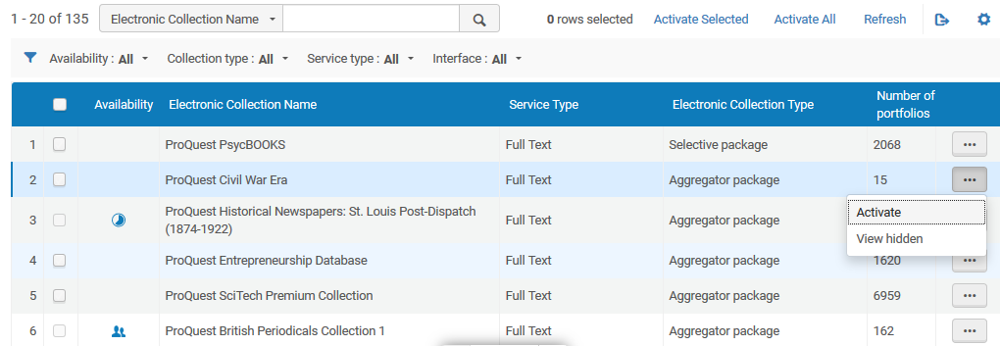 1 - 20 of 135 Electronic Collection Name 0 rows selected Activate Selected Activate All Refresh
Availability : All Collection type : All Service type : All Interface : All
Availability Electronic Collection Name Service Type Electronic Collection Type Number of portfolios
1 ProQuest PsycBOOKS Full Text Selective package 2068 •••
2 ProQuest Civil War Era Full Text Aggregator package 15 •••
3 ProQuest Historical Newspapers: St. Louis Post-Dispatch
(1874-1922) Full Text Aggregator package
Activate
View hidden
4 ProQuest Entrepreneurship Database Full Text Aggregator package 1620 •••
5 ProQuest SciTech Premium Collection Full Text Aggregator package 6959 •••
6 ProQuest British Periodicals Collection 1 Full Text Aggregator package 162 •••